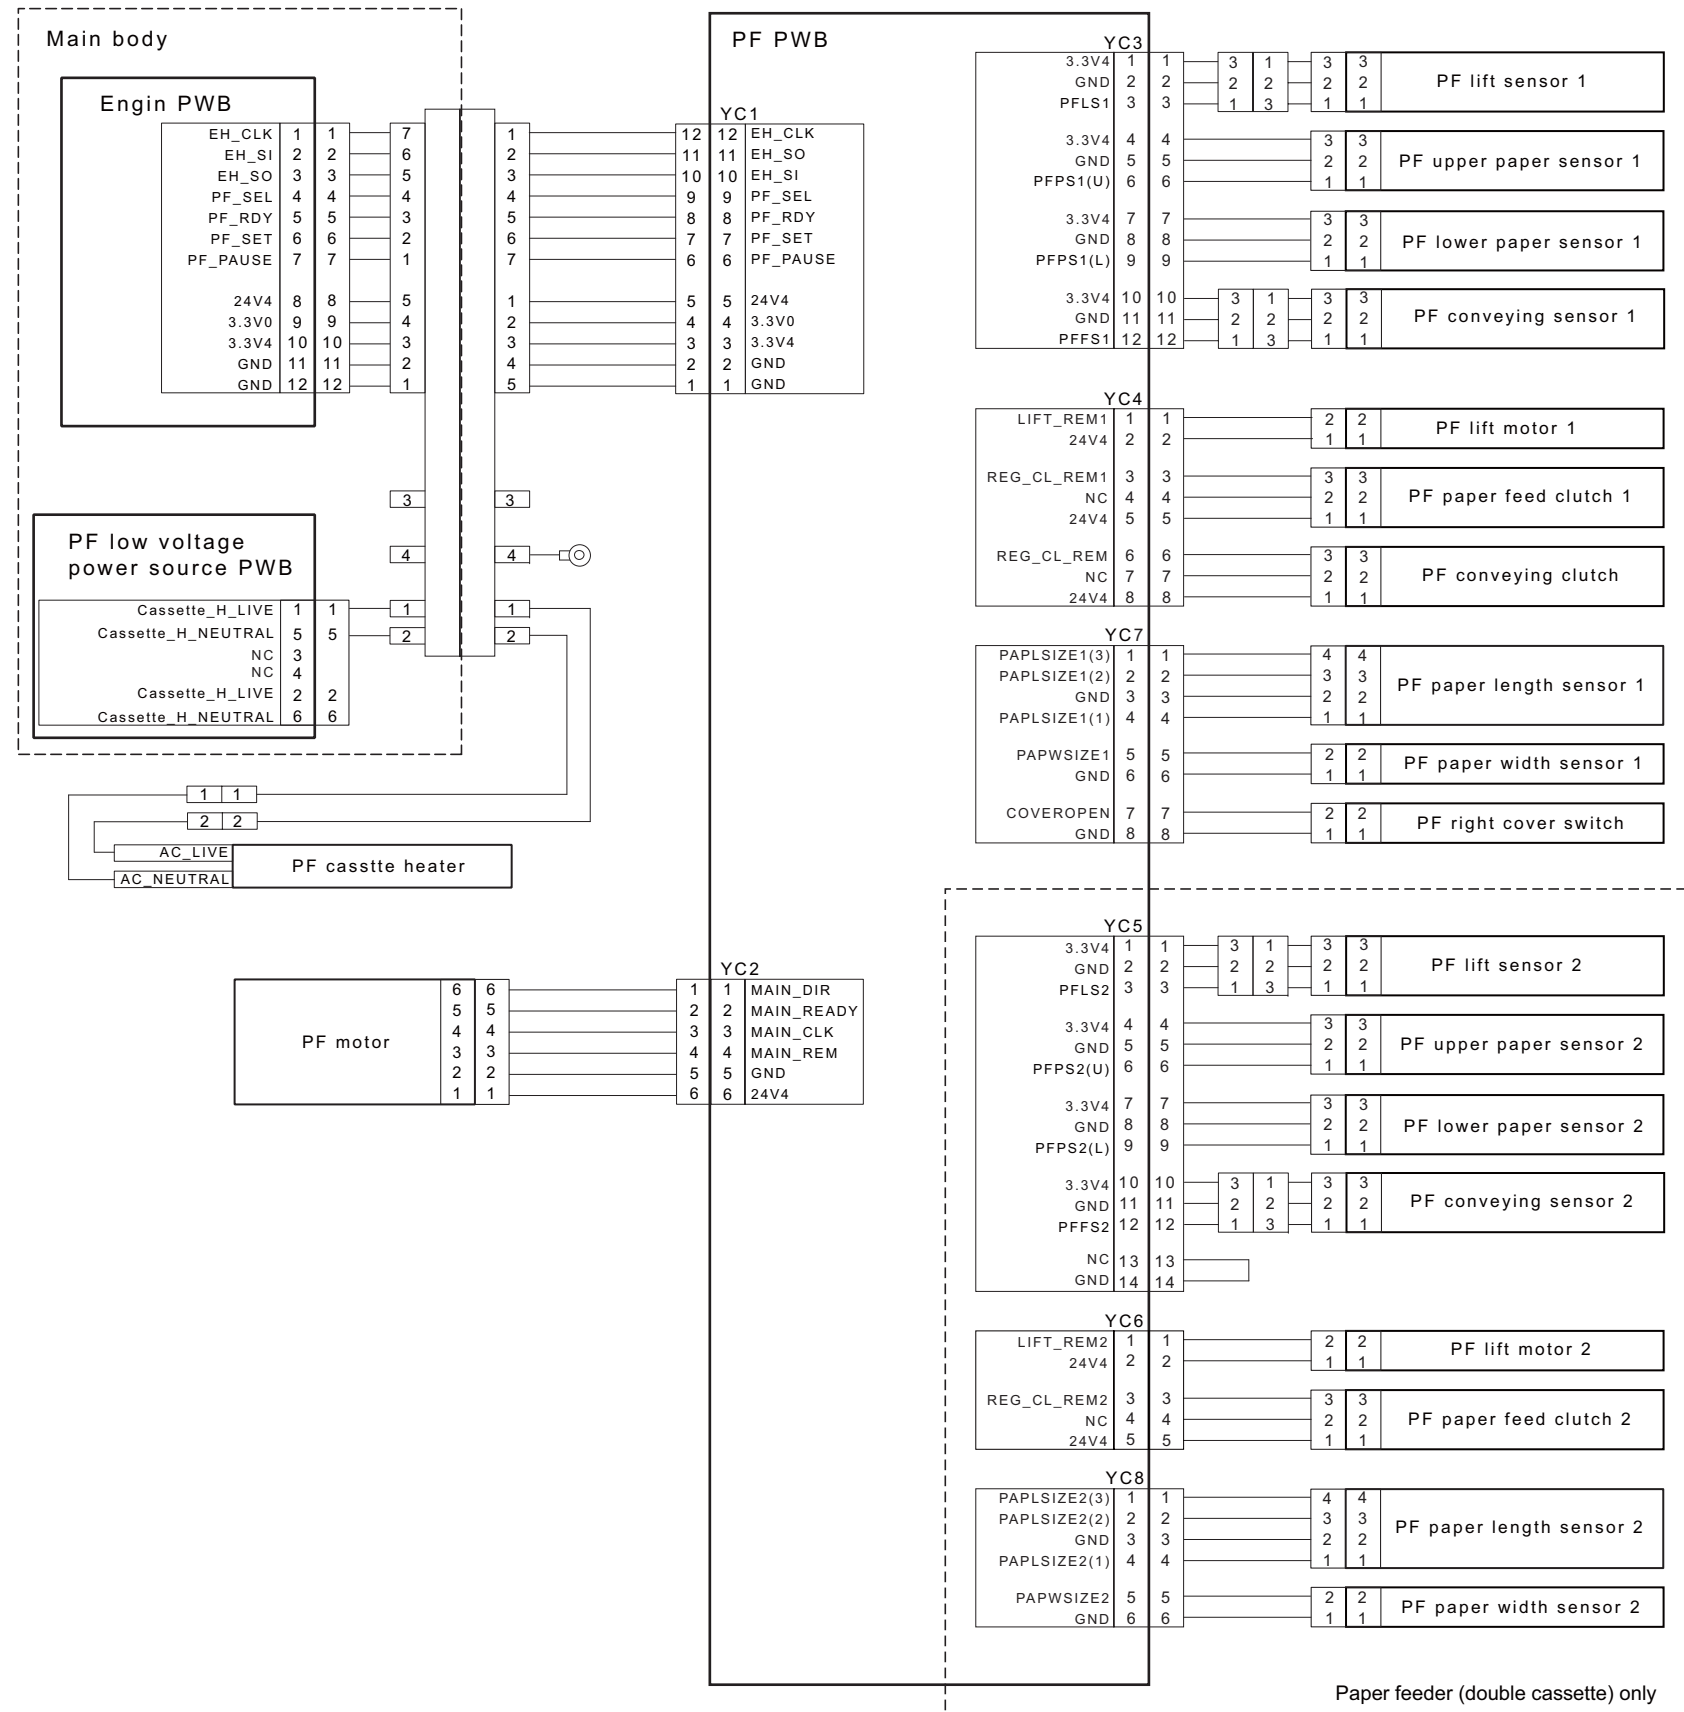 Main body
Engin PWB
EH_CLK 1 1 7 1
EH_SI 2 2 6 2
EH_SO 3 3 5 3
PF_SEL 4 4 4 4
PF_RDY 5 5 3 5
PF_SET 6 6 2 6
PF_PAUSE 7 7 1 7
24V4 8 8 5 1
3.3V0 9 9 4 2
3.3V4 10 10 3 3
GND 11 11 2 4
GND 12 12 1 5
3 3
4 4
PF low voltage
power source PWB
Cassette_H_LIVE 1 1 1 1
Cassette_H_NEUTRAL 5 5 2 2
NC 3
NC 4
Cassette_H_LIVE 2 2
Cassette_H_NEUTRAL 6 6
1 1
2 2
AC_LIVE
AC_NEUTRAL
PF casstte heater
PF motor
6 6
5 5
4 4
3 3
2 2
1 1
PF PWB
YC1
12 12 EH_CLK
11 11 EH_SO
10 10 EH_SI
9 9 PF_SEL
8 8 PF_RDY
7 7 PF_SET
6 6 PF_PAUSE
5 5 24V4
4 4 3.3V0
3 3 3.3V4
2 2 GND
1 1 GND
YC2
1 1 MAIN_DIR
2 2 MAIN_READY
3 3 MAIN_CLK
4 4 MAIN_REM
5 5 GND
6 6 24V4
YC3
3.3V4 1 1 3 1 3 3
GND 2 2 2 2 2 2
PFLS1 3 3 1 3 1 1
PF lift sensor 1
3.3V4 4 4 3 3
GND 5 5 2 2
PFPS1(U) 6 6 1 1
PF upper paper sensor 1
3.3V4 7 7 3 3
GND 8 8 2 2
PFPS1(L) 9 9 1 1
PF lower paper sensor 1
3.3V4 10 10 3 1 3 3
GND 11 11 2 2 2 2
PFFS1 12 12 1 3 1 1
PF conveying sensor 1
YC4
LIFT_REM1 1 1 2 2
24V4 2 2 1 1
PF lift motor 1
REG_CL_REM1 3 3 3 3
NC 4 4 2 2
24V4 5 5 1 1
PF paper feed clutch 1
REG_CL_REM 6 6 3 3
NC 7 7 2 2
24V4 8 8 1 1
PF conveying clutch
YC7
PAPLSIZE1(3) 1 1 4 4
PAPLSIZE1(2) 2 2 3 3
GND 3 3 2 2
PAPLSIZE1(1) 4 4 1 1
PF paper length sensor 1
PAPWSIZE1 5 5 2 2
GND 6 6 1 1
PF paper width sensor 1
COVEROPEN 7 7 2 2
GND 8 8 1 1
PF right cover switch
YC5
3.3V4 1 1 3 1 3 3
GND 2 2 2 2 2 2
PFLS2 3 3 1 3 1 1
PF lift sensor 2
3.3V4 4 4 3 3
GND 5 5 2 2
PFPS2(U) 6 6 1 1
PF upper paper sensor 2
3.3V4 7 7 3 3
GND 8 8 2 2
PFPS2(L) 9 9 1 1
PF lower paper sensor 2
3.3V4 10 10 3 1 3 3
GND 11 11 2 2 2 2
PFFS2 12 12 1 3 1 1
PF conveying sensor 2
NC 13 13
GND 14 14
YC6
LIFT_REM2 1 1 2 2
24V4 2 2 1 1
PF lift motor 2
REG_CL_REM2 3 3 3 3
NC 4 4 2 2
24V4 5 5 1 1
PF paper feed clutch 2
YC8
PAPLSIZE2(3) 1 1 4 4
PAPLSIZE2(2) 2 2 3 3
GND 3 3 2 2
PAPLSIZE2(1) 4 4 1 1
PF paper length sensor 2
PAPWSIZE2 5 5 2 2
GND 6 6 1 1
PF paper width sensor 2
Paper feeder (double cassette) only